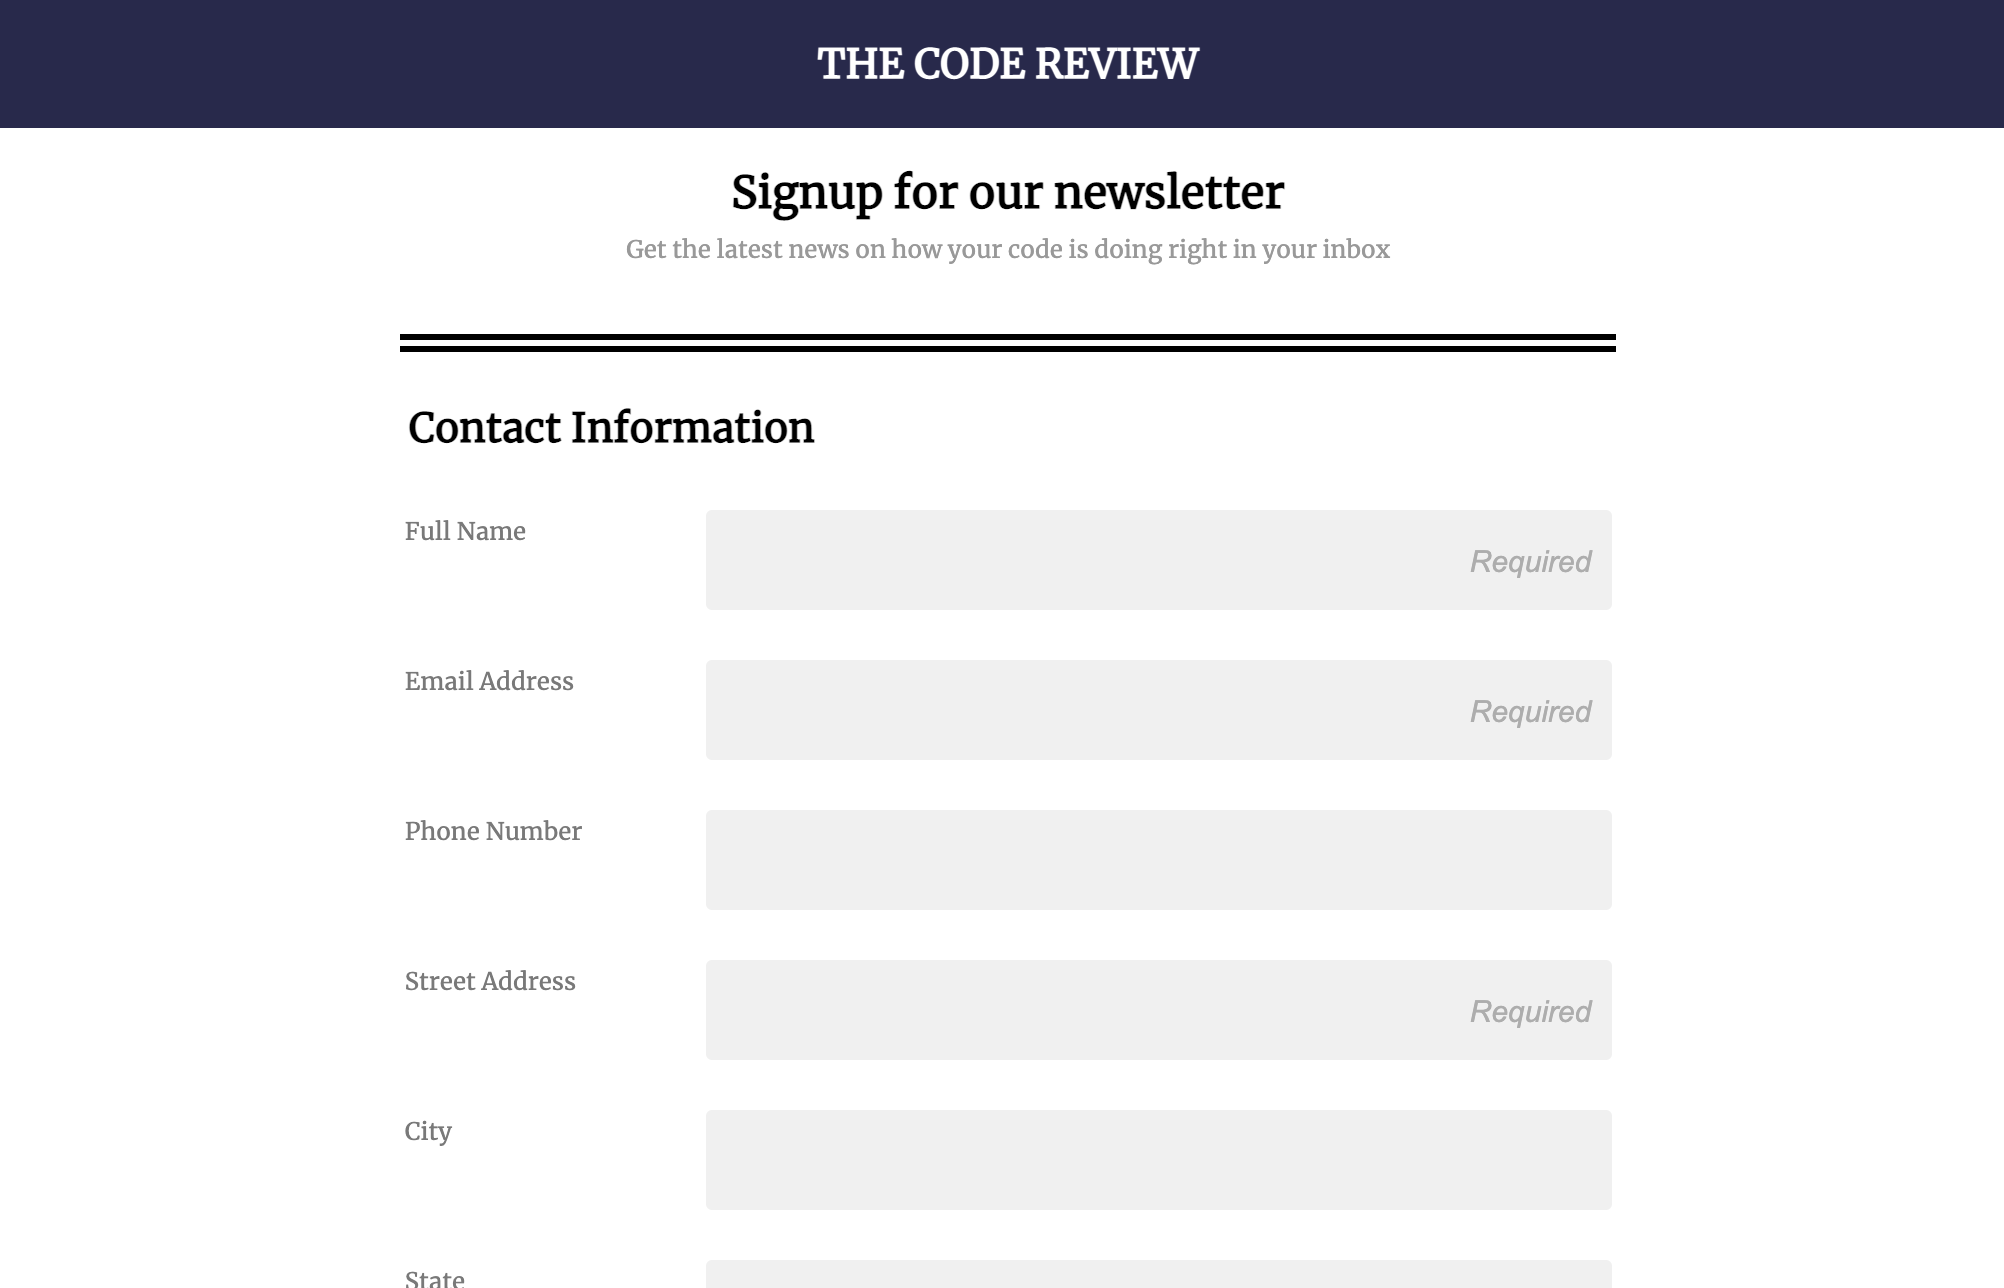 THE CODE REVIEW
Signup for our newsletter
Get the latest news on how your code is doing right in your inbox
Contact Information
Full Name
Required
Email Address
Required
Phone Number
Street Address
Required
City
State